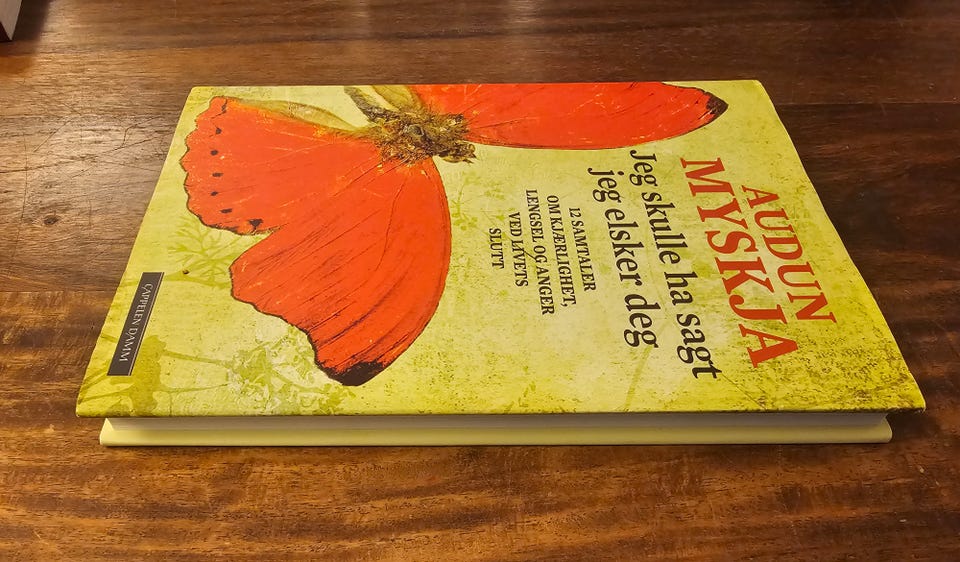 AUDUN
MYSKJA
Jeg skulle ha sagt
jeg elsker deg
12 SAMTALER
OM KJÆRLIGHET,
LENGSEL OG ANGER
VED LIVETS
SLUTT
CAPPELEN DAMM